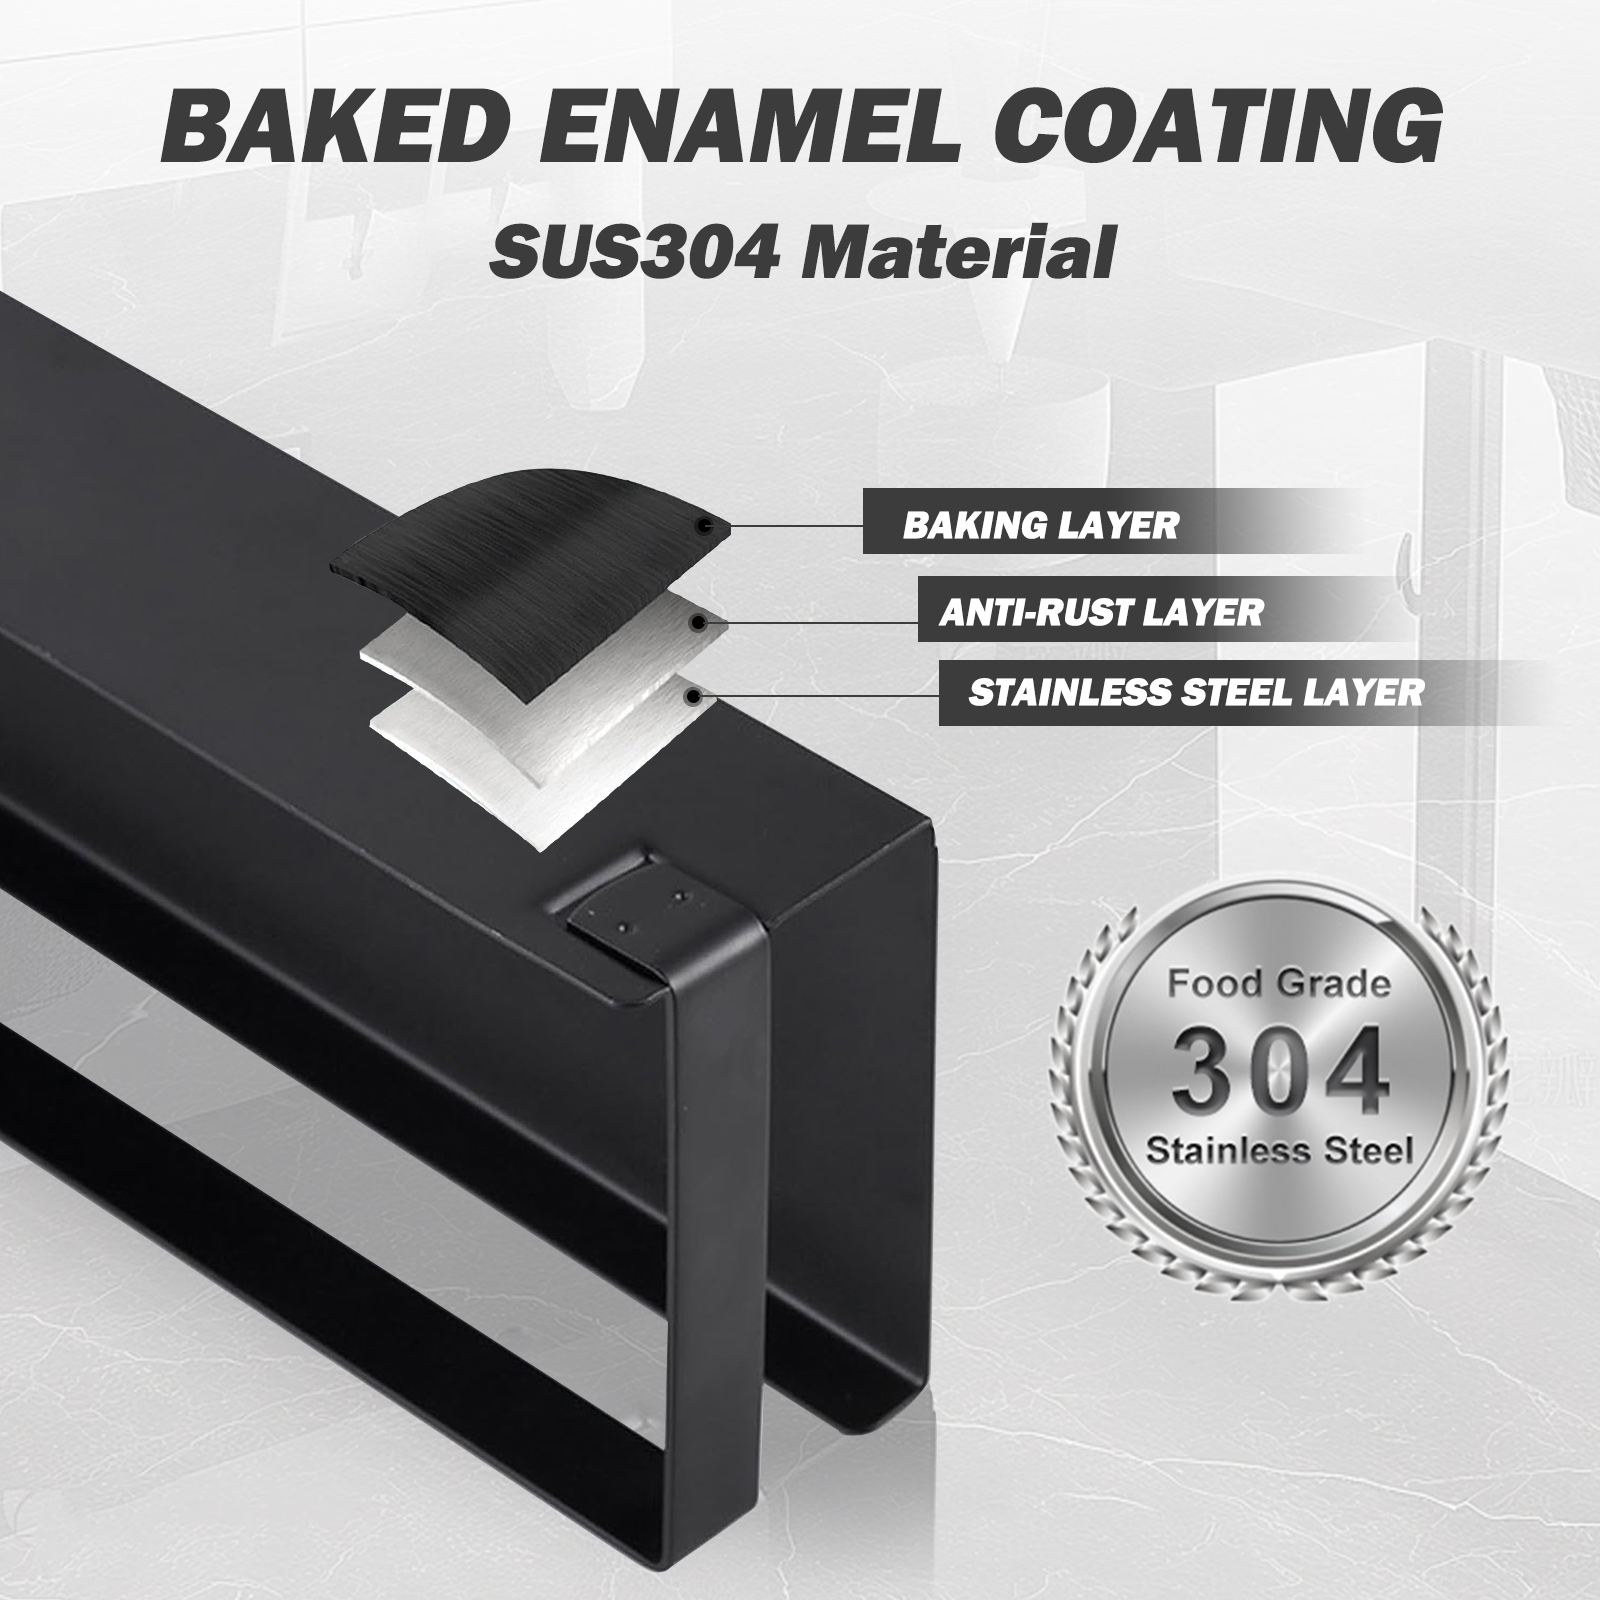 BAKED ENAMEL COATING
SUS304 Material
BAKING LAYER
ANTI-RUST LAYER
STAINLESS STEEL LAYER
Food Grade
304
Stainless Steel